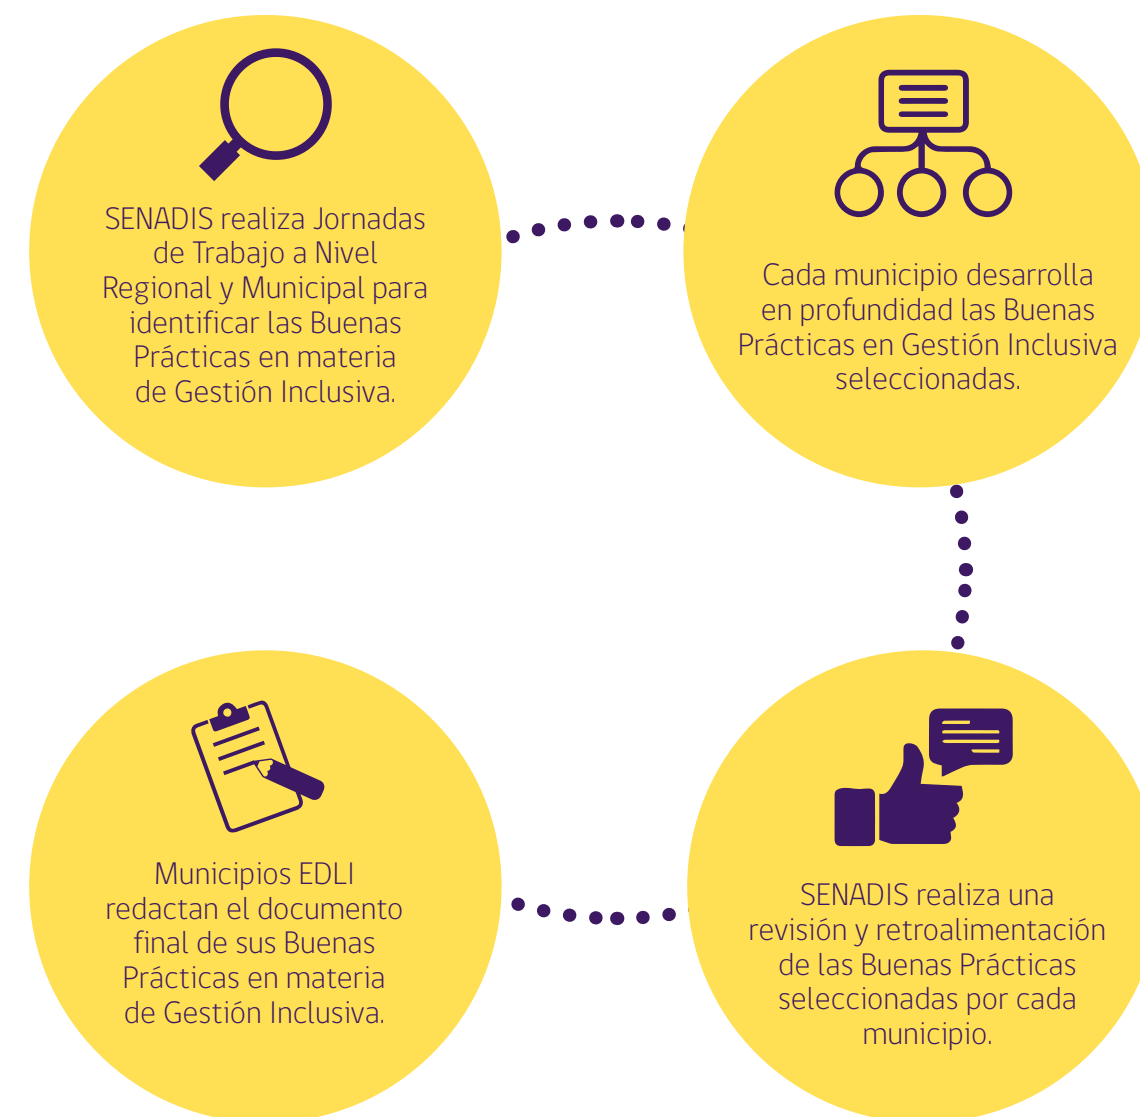 SENADIS realiza Jornadas
de Trabajo a Nivel
Regional y Municipal para
identificar las Buenas
Prácticas en materia
de Gestión Inclusiva.
Cada municipio desarrolla
en profundidad las Buenas
Prácticas en Gestión Inclusiva
seleccionadas.
SENADIS realiza una
revisión y retroalimentación
de las Buenas Prácticas
seleccionadas por cada
municipio.
Municipios EDLI
redactan el documento
final de sus Buenas
Prácticas en materia
de Gestión Inclusiva.